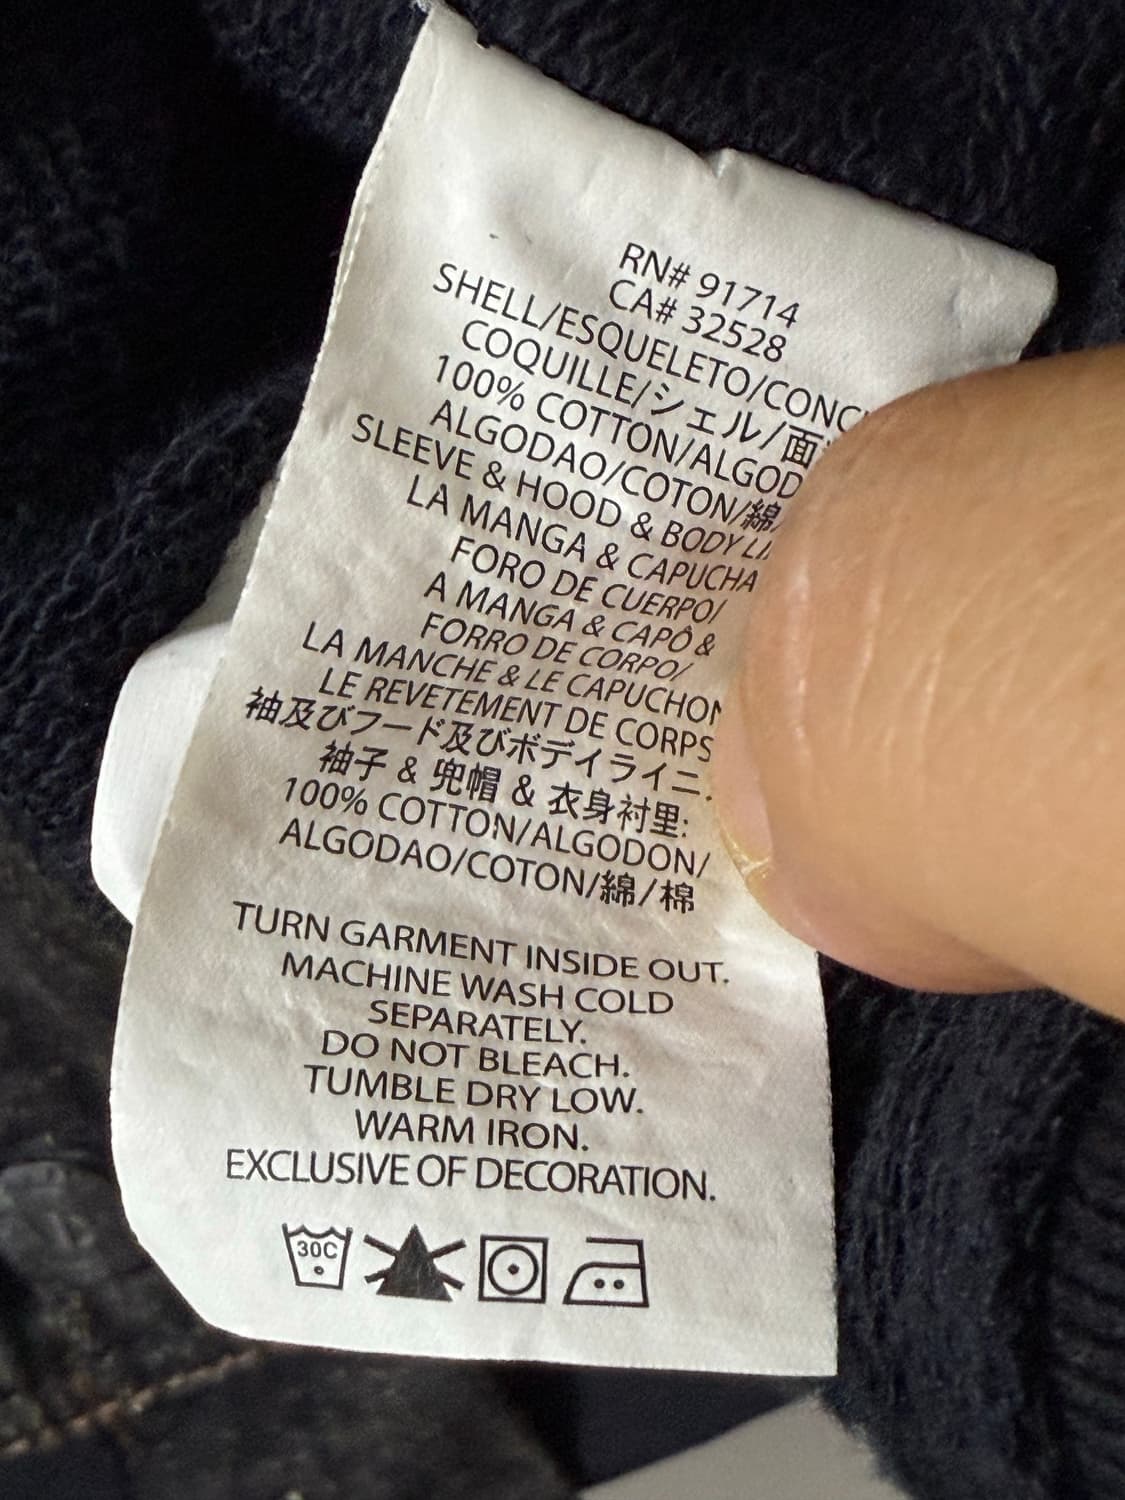 RN# 91714
CA# 32528
SHELL/ESQUELETO/CONC
COQUILLE/シェル/面
100% COTTON/ALGOD
ALGODAO/COTON/綿
SLEEVE & HOOD & BODY LI
LA MANGA & CAPUCHA
FORO DE CUERPO/
A MANGA & CAPÔ &
FORRO DE CORPO/
LA MANCHE & LE CAPUCHON
LE REVETEMENT DE CORPS
袖及びフード及びボディライニ
袖子 & 兜帽 & 衣身衬里:
100% COTTON/ALGODON/
ALGODAO/COTON/綿/棉
TURN GARMENT INSIDE OUT.
MACHINE WASH COLD
SEPARATELY.
DO NOT BLEACH.
TUMBLE DRY LOW.
WARM IRON.
EXCLUSIVE OF DECORATION.
30C